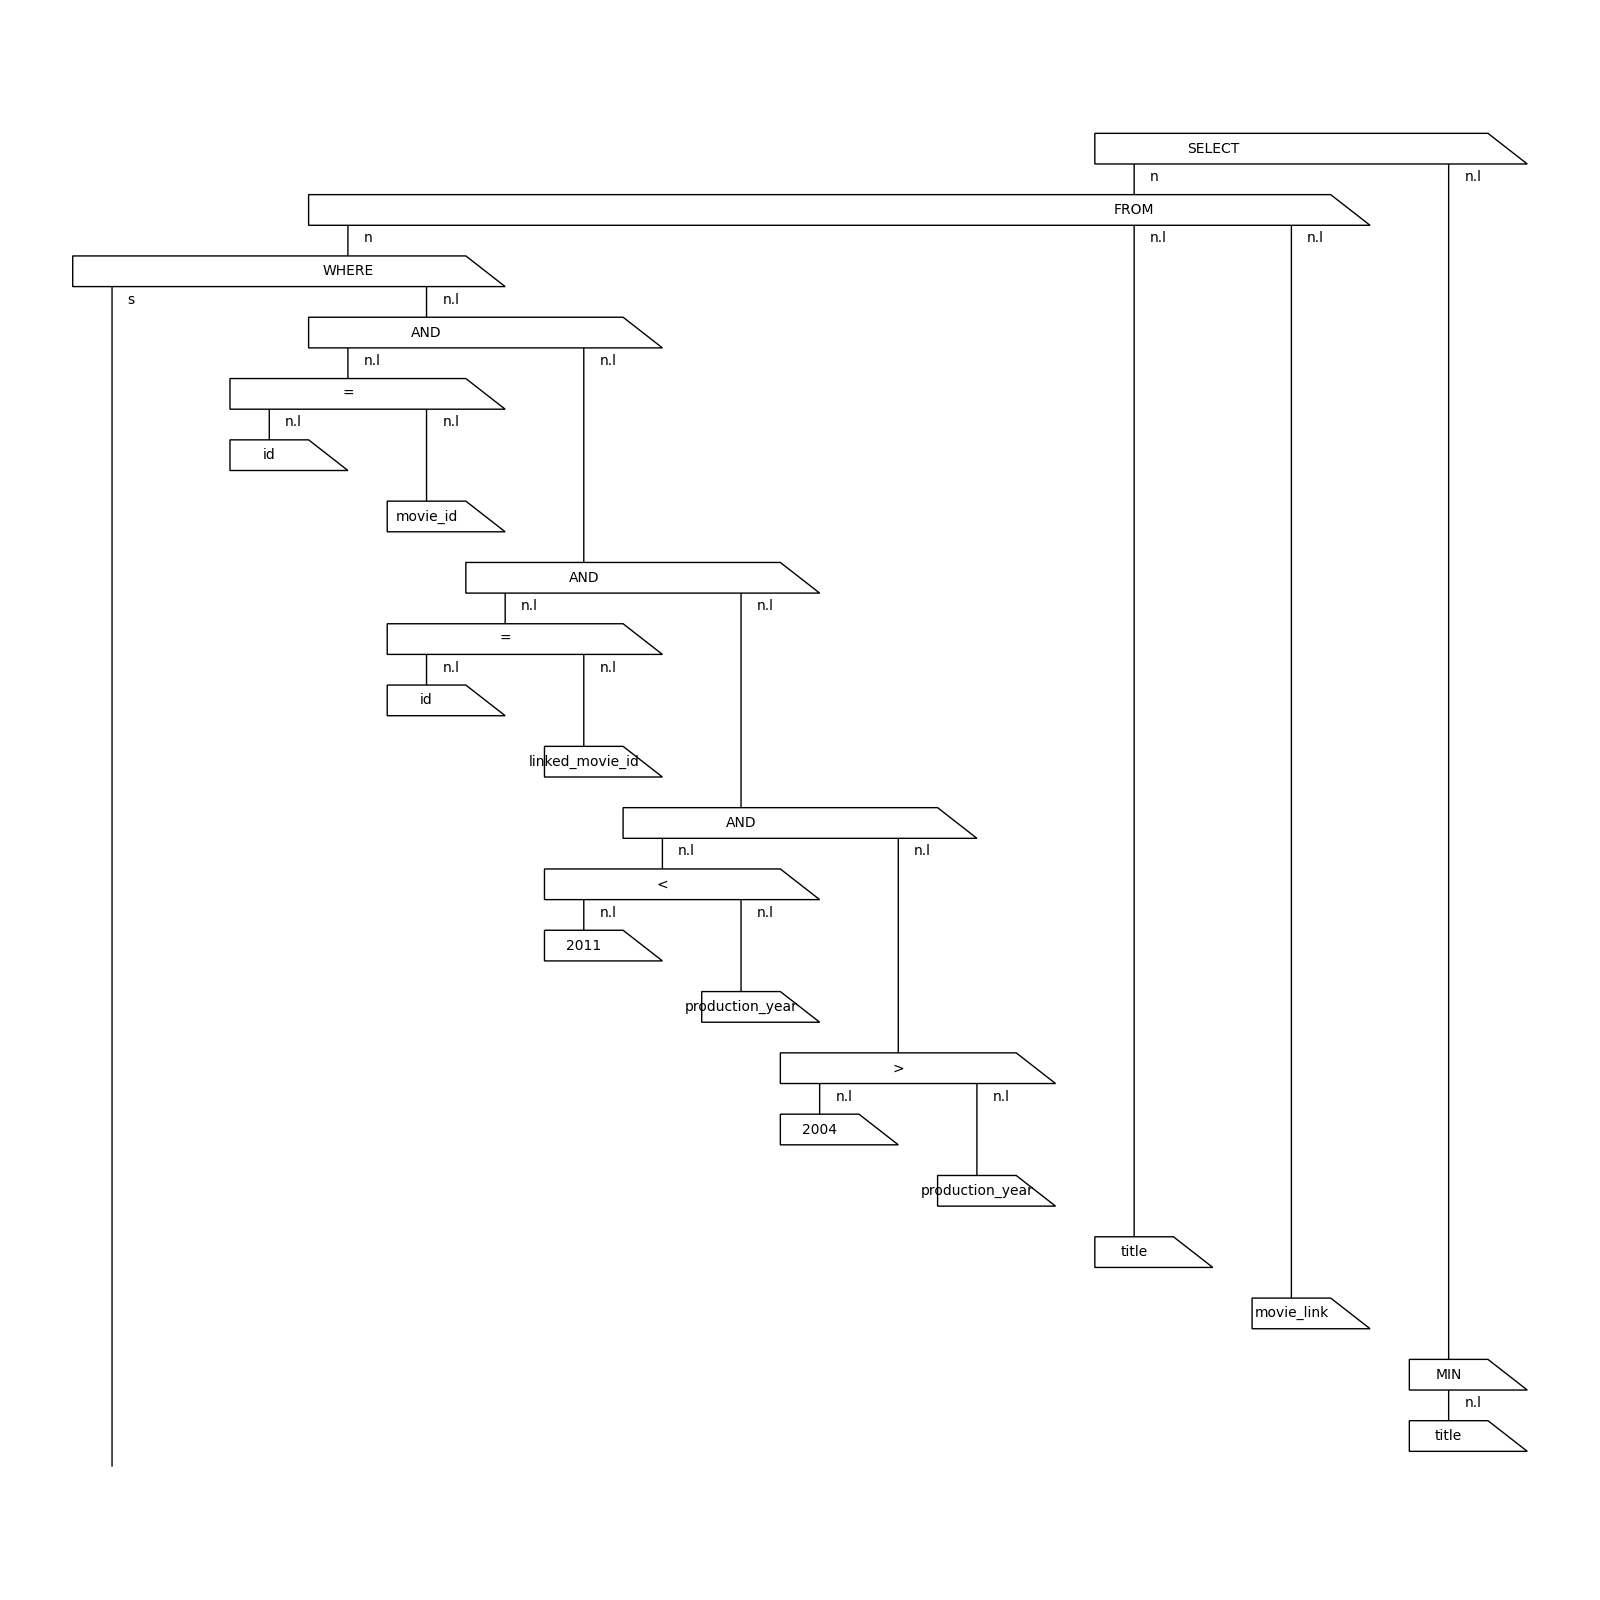 SELECT
n n.l
FROM
n n.l n.l
WHERE
s n.l
AND
n.l n.l
=
n.l n.l
id
movie_id
AND
n.l n.l
=
n.l n.l
id
linked_movie_id
AND
n.l n.l
<
n.l n.l
2011
production_year
>
n.l n.l
2004
production_year
title
movie_link
MIN
n.l
title